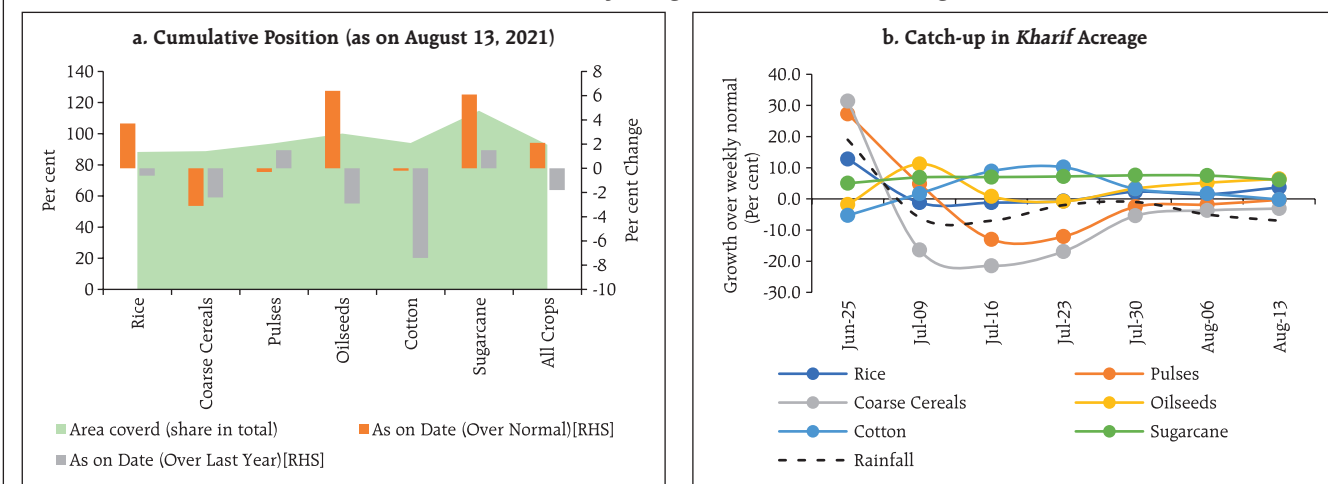 a. Cumulative Position (as on August 13, 2021)
Per cent
140
120
100
80
60
40
20
0
8
6
4
2
0
-2
-4
-6
-8
-10
Per cent Change
Rice
Coarse Cereals
Pulses
Oilseeds
Cotton
Sugarcane
All Crops
Area coverd (share in total)
As on Date (Over Normal)[RHS]
As on Date (Over Last Year)[RHS]
b. Catch-up in Kharif Acreage
Growth over weekly normal
(Per cent)
40.0
30.0
20.0
10.0
0.0
-10.0
-20.0
-30.0
Jun-25
Jul-09
Jul-16
Jul-23
Jul-30
Aug-06
Aug-13
Rice
Pulses
Coarse Cereals
Oilseeds
Cotton
Sugarcane
Rainfall